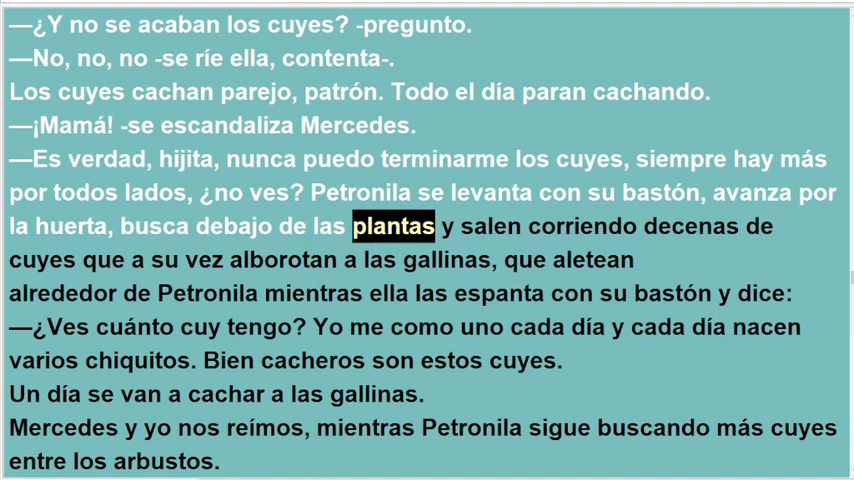 —¿Y no se acaban los cuyes? -pregunto.
—No, no, no -se ríe ella, contenta-.
Los cuyes cachan parejo, patrón. Todo el día paran cachando.
—¡Mamá! -se escandaliza Mercedes.
—Es verdad, hijita, nunca puedo terminarme los cuyes, siempre hay más
por todos lados, ¿no ves? Petronila se levanta con su bastón, avanza por
la huerta, busca debajo de las plantas y salen corriendo decenas de
cuyes que a su vez alborotan a las gallinas, que aletean
alrededor de Petronila mientras ella las espanta con su bastón y dice:
—¿Ves cuánto cuy tengo? Yo me como uno cada día y cada día nacen
varios chiquitos. Bien cacheros son estos cuyes.
Un día se van a cachar a las gallinas.
Mercedes y yo nos reímos, mientras Petronila sigue buscando más cuyes
entre los arbustos.